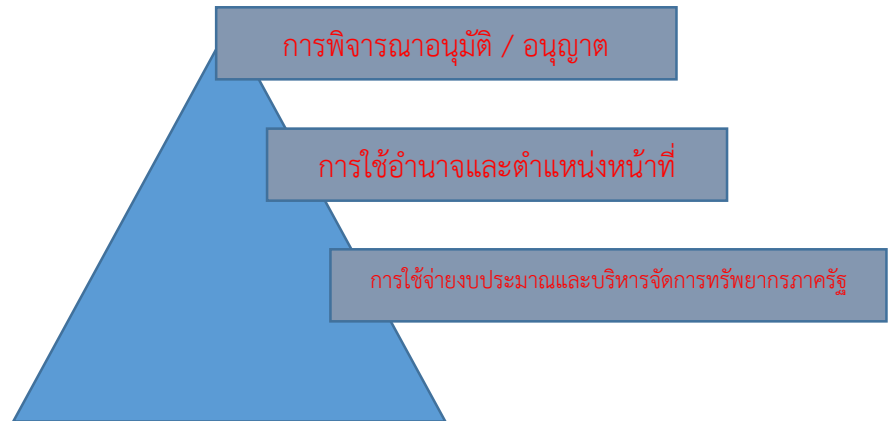 การพิจารณาอนุมัติ / อนุญาต
การใช้อำนาจและตำแหน่งหน้าที่
การใช้จ่ายงบประมาณและบริหารจัดการทรัพยากรภาครัฐ